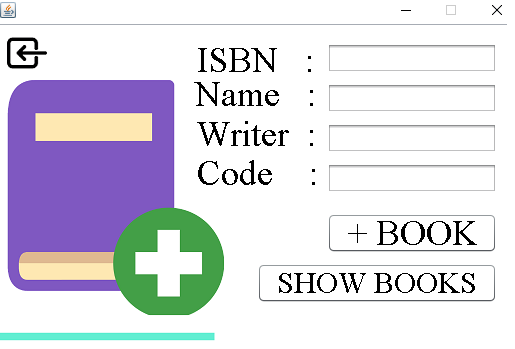 ISBN :
Name :
Writer :
Code :
+ BOOK
SHOW BOOKS